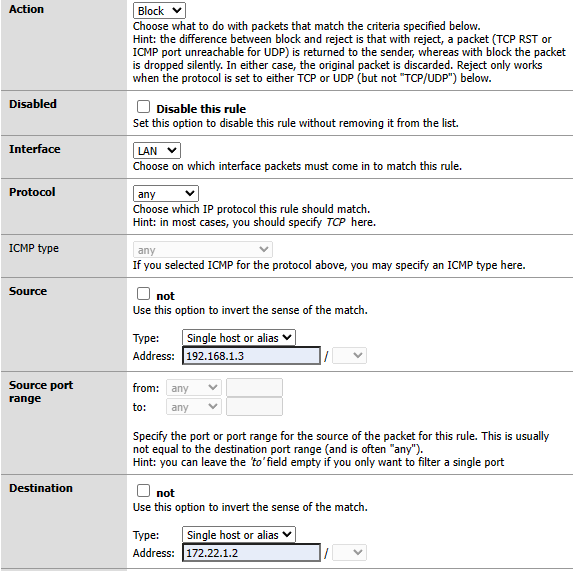 Action
Block
Choose what to do with packets that match the criteria specified below.
Hint: the difference between block and reject is that with reject, a packet (TCP RST or
ICMP port unreachable for UDP) is returned to the sender, whereas with block the packet
is dropped silently. In either case, the original packet is discarded. Reject only works
when the protocol is set to either TCP or UDP (but not "TCP/UDP") below.
Disabled
Disable this rule
Set this option to disable this rule without removing it from the list.
Interface
LAN
Choose on which interface packets must come in to match this rule.
Protocol
any
Choose which IP protocol this rule should match.
Hint: in most cases, you should specify TCP here.
ICMP type
any
If you selected ICMP for the protocol above, you may specify an ICMP type here.
Source
not
Use this option to invert the sense of the match.
Type: Single host or alias
Address: 192.168.1.3 /
Source port
range
from: any
to: any
Specify the port or port range for the source of the packet for this rule. This is usually
not equal to the destination port range (and is often "any").
Hint: you can leave the 'to' field empty if you only want to filter a single port
Destination
not
Use this option to invert the sense of the match.
Type: Single host or alias
Address: 172.22.1.2 /